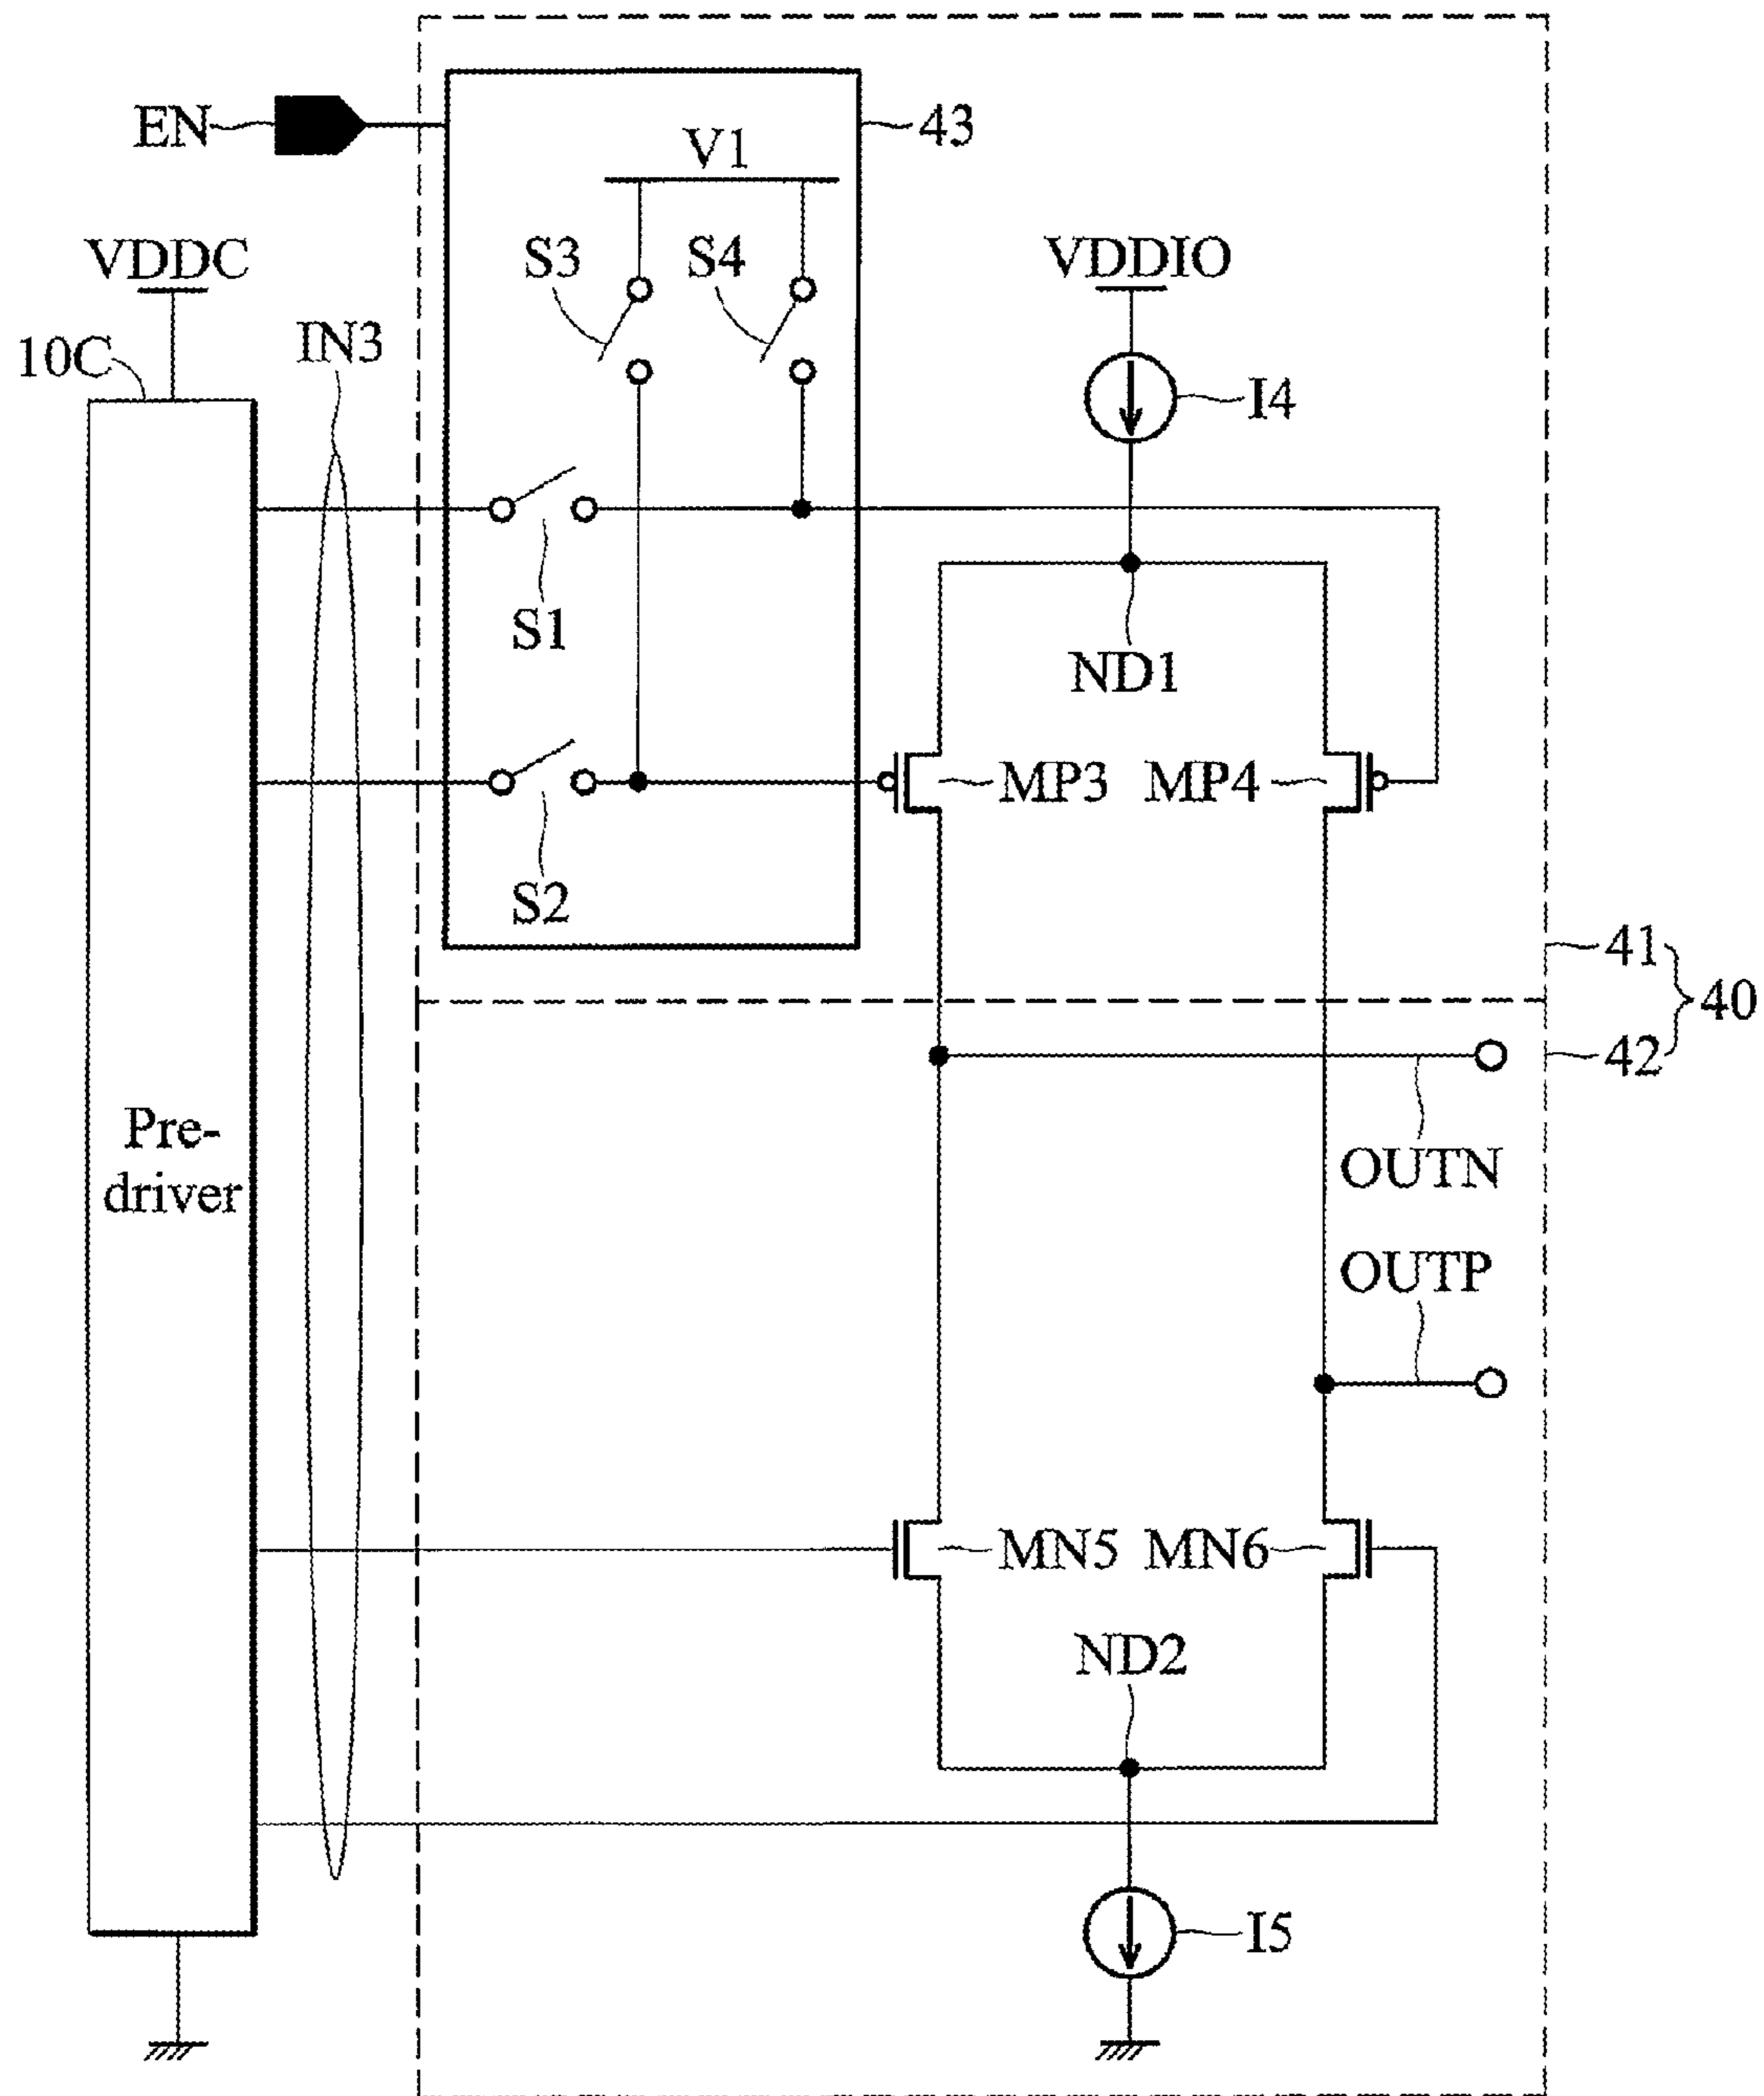 EN
43
V1
VDDC
S3
S4
VDDIO
10C
IN3
I4
S1
ND1
MP3
MP4
S2
41
40
42
Pre-
driver
OUTN
OUTP
MN5
MN6
ND2
I5